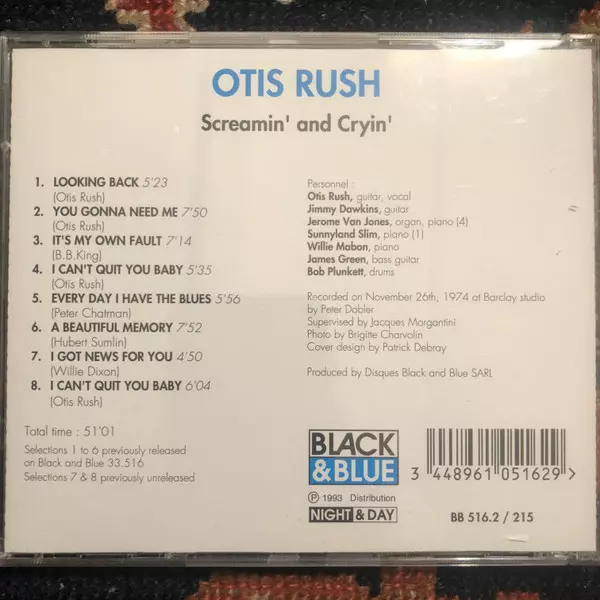 OTIS RUSH
Screamin' and Cryin'
1. LOOKING BACK 5'23
(Otis Rush)
2. YOU GONNA NEED ME 7'50
(Otis Rush)
3. IT'S MY OWN FAULT 7'14
(B.B.King)
4. I CAN'T QUIT YOU BABY 5'35
(Otis Rush)
5. EVERY DAY I HAVE THE BLUES 5'56
(Peter Chatman)
6. A BEAUTIFUL MEMORY 7'52
(Hubert Sumlin)
7. I GOT NEWS FOR YOU 4'50
(Willie Dixon)
8. I CAN'T QUIT YOU BABY 6'04
(Otis Rush)
Total time : 51'01
Selections 1 to 6 previously released
on Black and Blue 33.516
Selections 7 & 8 previously unreleased
Personnel :
Otis Rush, guitar, vocal
Jimmy Dawkins, guitar
Jerome Van Jones, organ, piano (4)
Sunnyland Slim, piano (1)
Willie Mabon, piano
James Green, bass guitar
Bob Plunkett, drums
Recorded on November 26th, 1974 at Barclay studio
by Peter Dobler
Supervised by Jacques Morgantini
Photo by Brigitte Charvolin
Cover design by Patrick Debray
Produced by Disques Black and Blue SARL
BLACK
&BLUE
℗ 1993 Distribution
NIGHT & DAY
3 448961 051629 >
BB 516.2 / 215